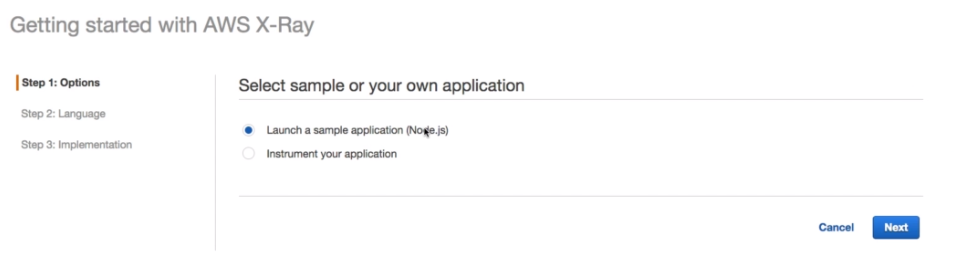 Getting started with AWS X-Ray
Step 1: Options
Step 2: Language
Step 3: Implementation
Select sample or your own application
Launch a sample application (Node.js)
Instrument your application
Cancel
Next